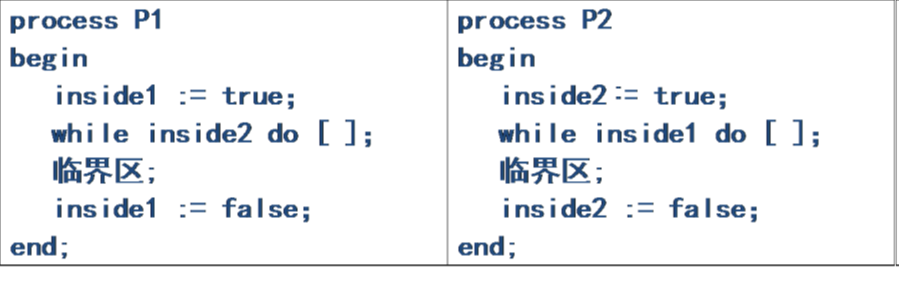 process P1
begin
inside1 := true;
while inside2 do [ ];
临界区;
inside1 := false;
end;
process P2
begin
inside2 := true;
while inside1 do [ ];
临界区;
inside2 := false;
end;